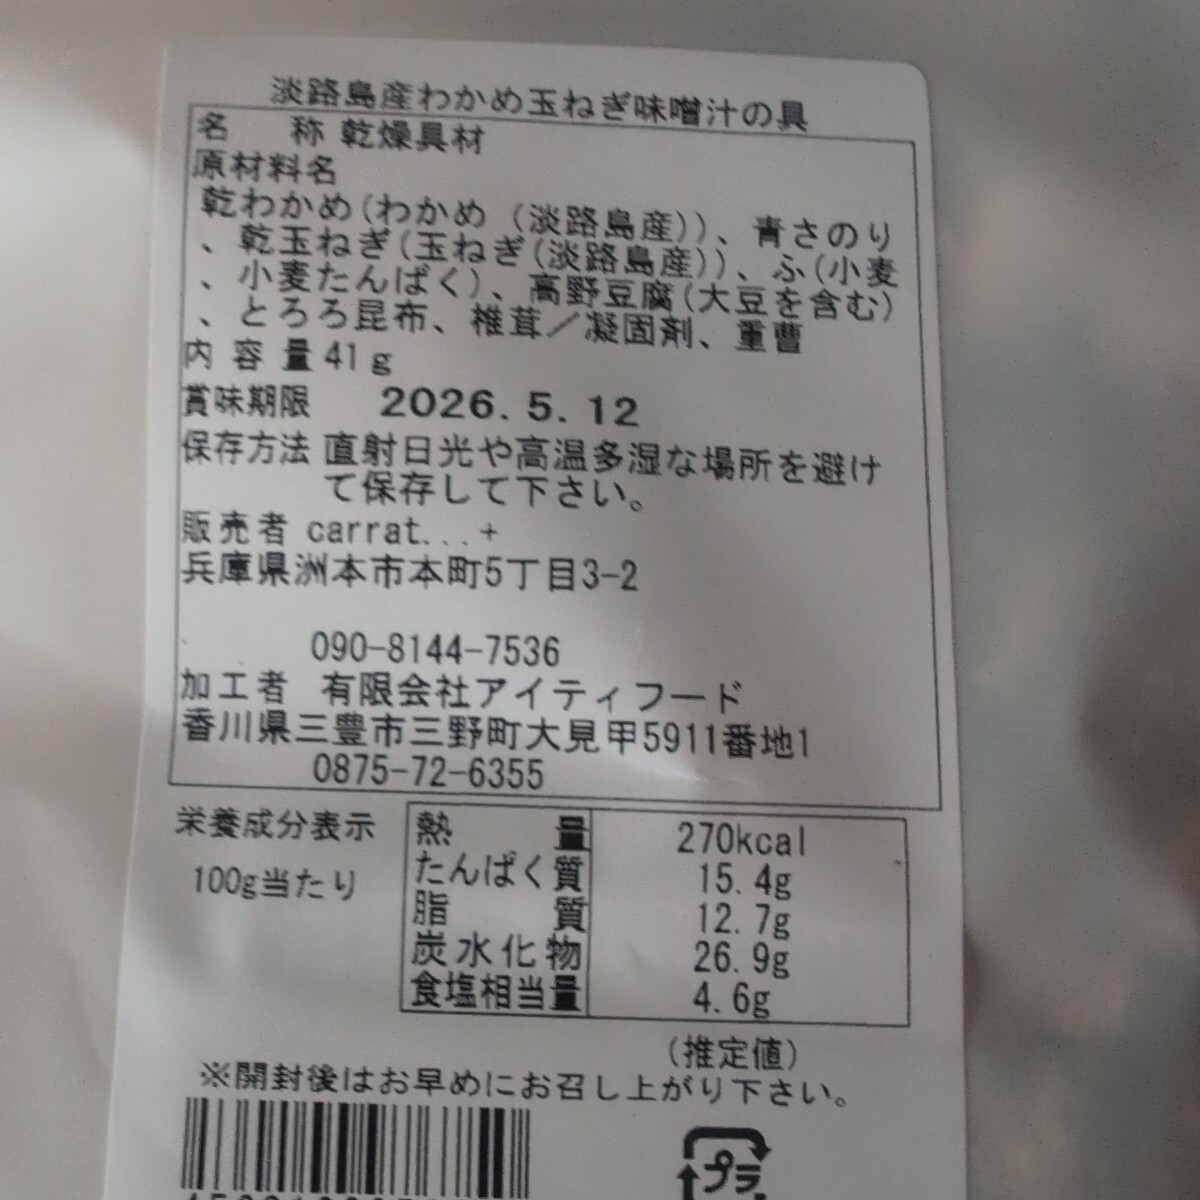 淡路島産わかめ玉ねぎ味噌汁の具
名　　称 乾燥具材
原材料名
乾わかめ(わかめ（淡路島産))、青さのり
、乾玉ねぎ(玉ねぎ(淡路島産))、ふ(小麦
、小麦たんぱく)、高野豆腐(大豆を含む)
、とろろ昆布、椎茸／凝固剤、重曹
内 容 量 41ｇ
賞味期限 2026.5.12
保存方法 直射日光や高温多湿な場所を避け
て保存して下さい。
販売者 carrat...+
兵庫県洲本市本町5丁目3-2
090-8144-7536
加工者 有限会社アイティフード
香川県三豊市三野町大見甲5911番地1
0875-72-6355
栄養成分表示
100g当たり
熱　　量 270kcal
たんぱく質 15.4g
脂　　質 12.7g
炭水化物 26.9g
食塩相当量 4.6g
(推定値)
※開封後はお早めにお召し上がり下さい。
プラ